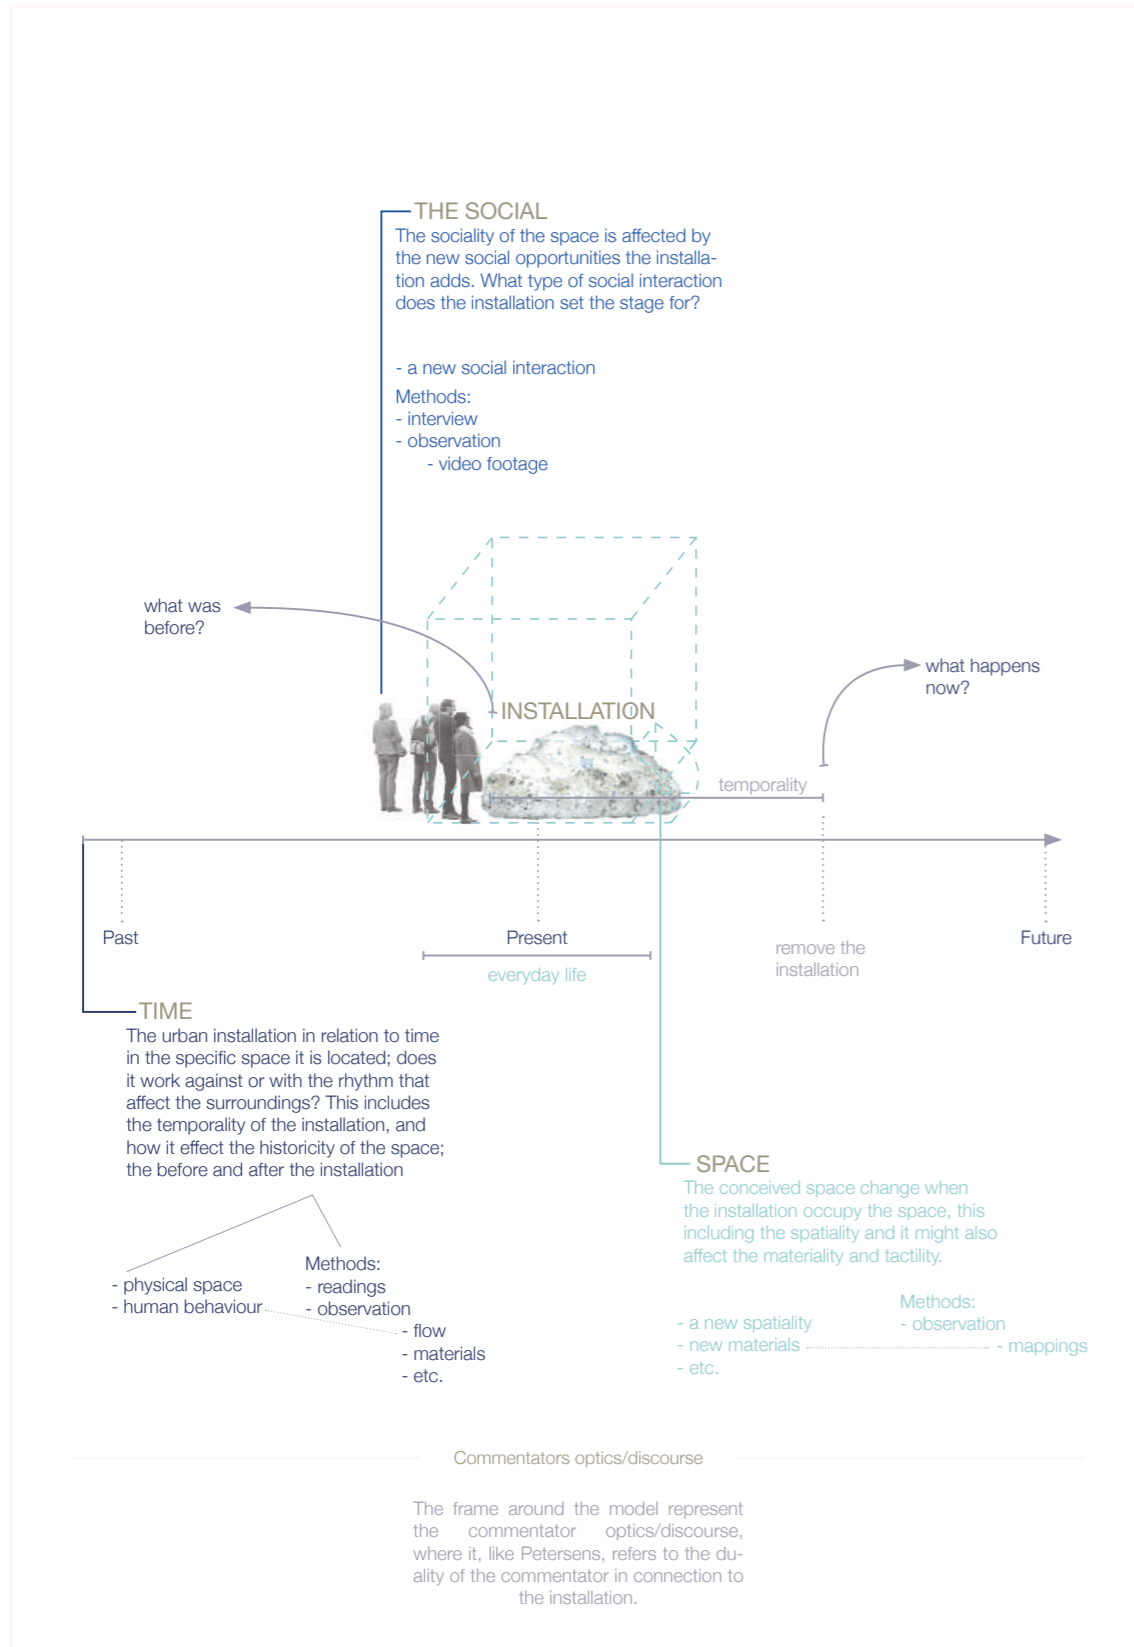 THE SOCIAL
The sociality of the space is affected by
the new social opportunities the installa-
tion adds. What type of social interaction
does the installation set the stage for?
- a new social interaction
Methods:
- interview
- observation
- video footage
what was
before?
what happens
now?
INSTALLATION
temporality
Past
Present
Future
everyday life
remove the
installation
TIME
The urban installation in relation to time
in the specific space it is located; does
it work against or with the rhythm that
affect the surroundings? This includes
the temporality of the installation, and
how it effect the historicity of the space;
the before and after the installation
- physical space
- human behaviour
Methods:
- readings
- observation
- flow
- materials
- etc.
SPACE
The conceived space change when
the installation occupy the space, this
including the spatiality and it might also
affect the materiality and tactility.
- a new spatiality
- new materials
- etc.
Methods:
- observation
- mappings
Commentators optics/discourse
The frame around the model represent
the commentator optics/discourse,
where it, like Petersens, refers to the du-
ality of the commentator in connection to
the installation.